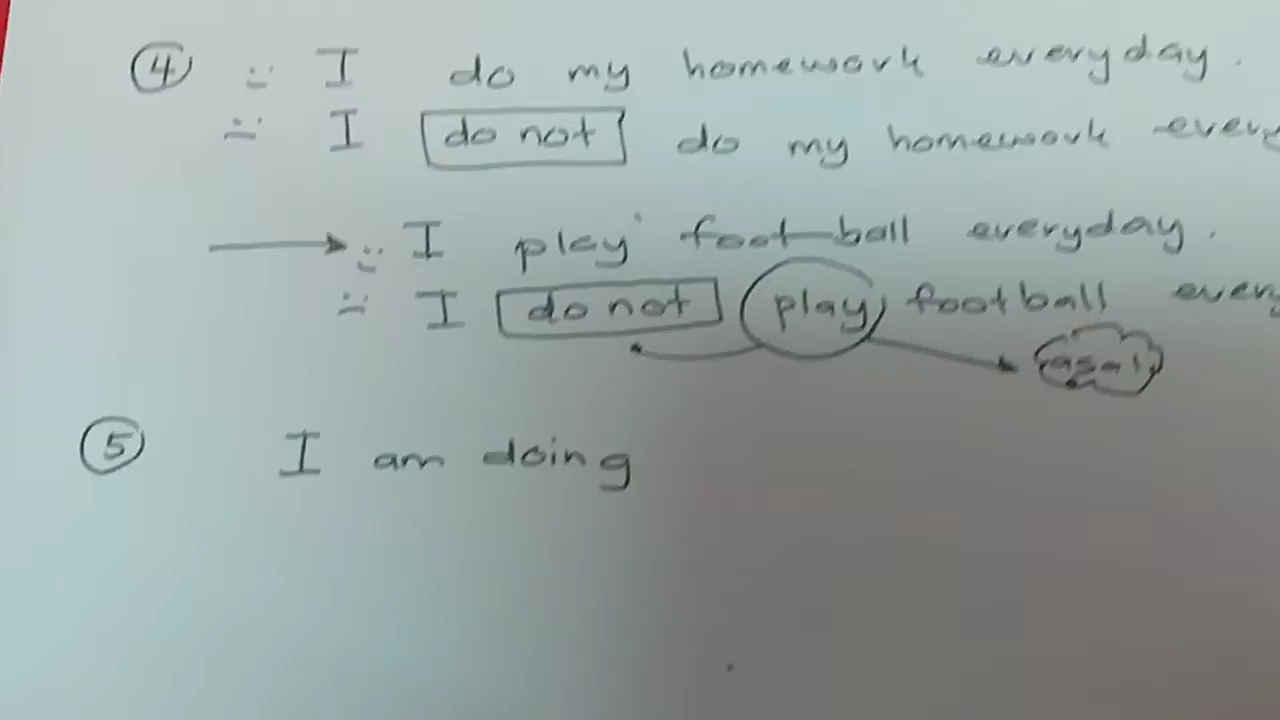 4 I do my homework everyday.
I do not do my homework every
I play football everyday.
I do not play football every
asal
5 I am doing